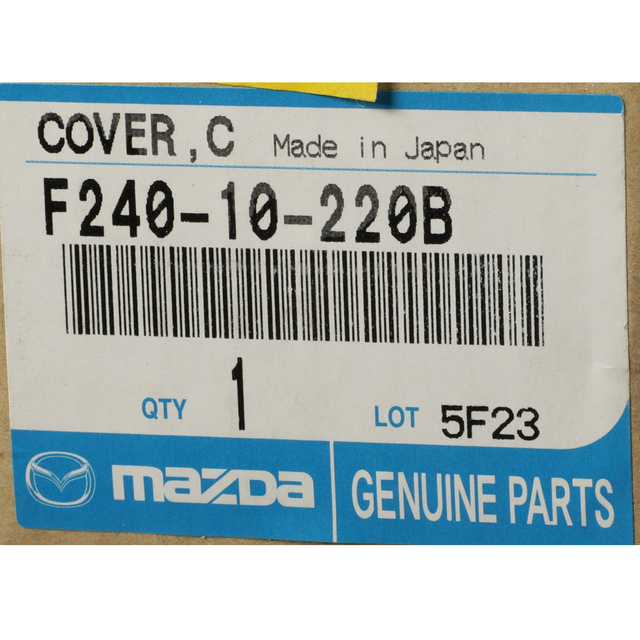 COVER,C Made in Japan
F240-10-220B
QTY 1 LOT 5F23
mazda GENUINE PARTS